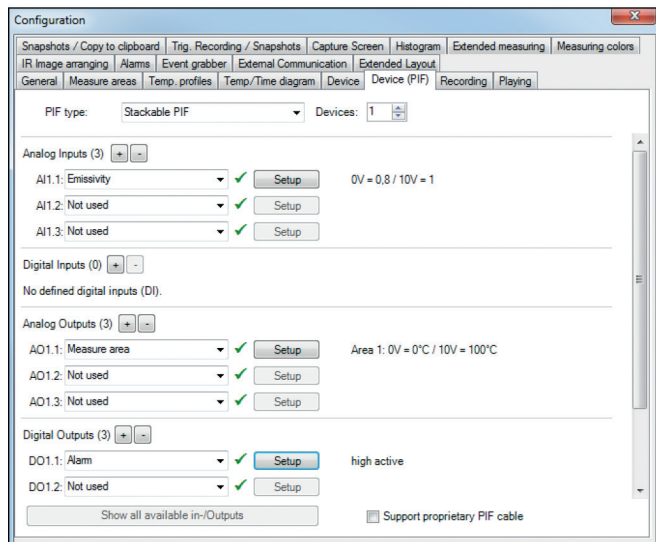 Configuration
Snapshots / Copy to clipboard Trig. Recording / Snapshots Capture Screen Histogram Extended measuring Measuring colors
IR Image arranging Alarms Event grabber External Communication Extended Layout
General Measure areas Temp. profiles Temp/Time diagram Device Device (PIF) Recording Playing
PIF type: Stackable PIF Devices: 1
Analog Inputs (3) + -
AI1.1: Emissivity Setup 0V = 0,8 / 10V = 1
AI1.2: Not used Setup
AI1.3: Not used Setup
Digital Inputs (0) + -
No defined digital inputs (DI).
Analog Outputs (3) + -
AO1.1: Measure area Setup Area 1: 0V = 0°C / 10V = 100°C
AO1.2: Not used Setup
AO1.3: Not used Setup
Digital Outputs (3) + -
DO1.1: Alarm Setup high active
DO1.2: Not used Setup
Show all available in-/Outputs Support proprietary PIF cable